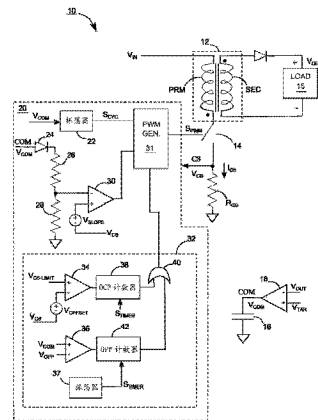 10
12
V_IN
PRM
SEC
V_DET
LOAD
15
20
V_COM
振荡器
22
S_CYC
PWM
GEN.
31
S_PWM
14
COM
24
V_COM
26
28
30
V_SLOPE
V_CS
CS
V_CS
I_CS
R_CS
32
V_CS-LIMIT
34
38
OCP 计数器
40
V_CS
V_OFFSET
S_TIMER
36
42
V_COM
V_OPP
OPP 计数器
37
振荡器
S_TIMER
COM
18
V_OUT
V_COM
V_TAR
16